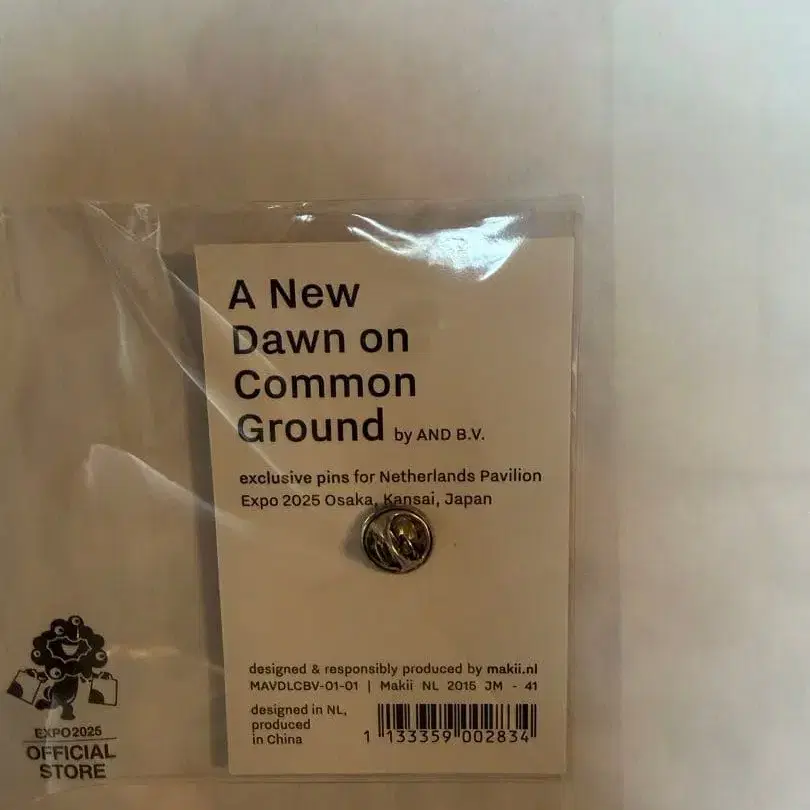 A New
Dawn on
Common
Ground by AND B.V.
exclusive pins for Netherlands Pavilion
Expo 2025 Osaka, Kansai, Japan
designed & responsibly produced by makii.nl
MAVDLCBV-01-01 | Makii NL 2015 JM - 41
designed in NL,
produced
in China
1 133359 002834
EXPO2025
OFFICIAL
STORE